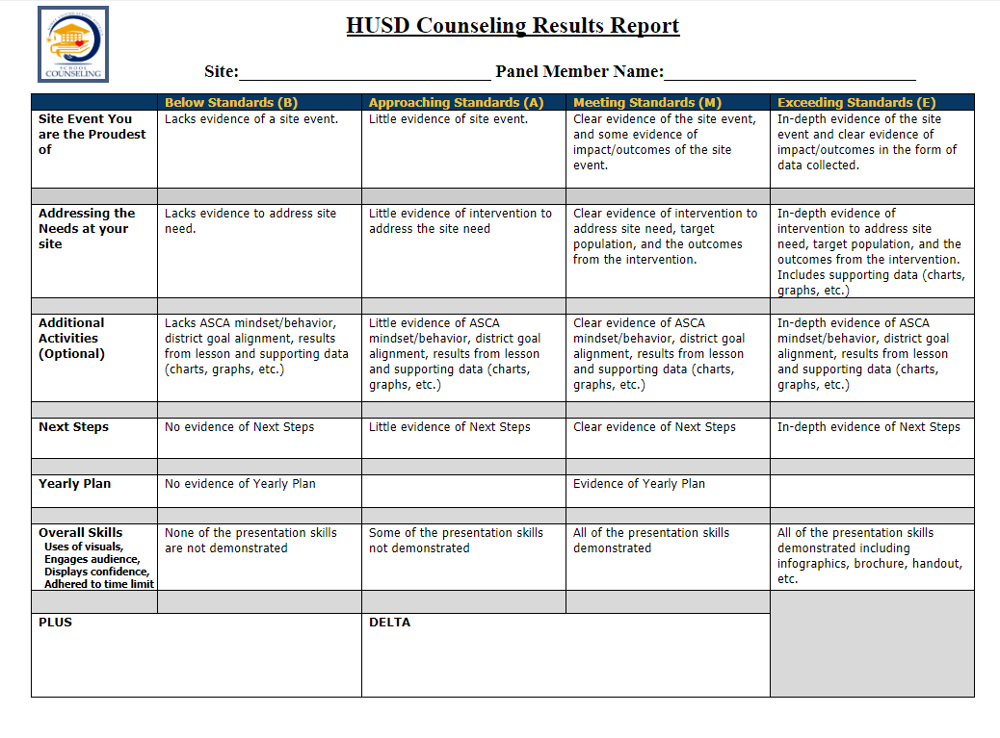 HUSD Counseling Results Report
SCHOOL
COUNSELING
Site: Panel Member Name:
Below Standards (B)
Approaching Standards (A)
Meeting Standards (M)
Exceeding Standards (E)
Site Event You
are the Proudest
of
Lacks evidence of a site event.
Little evidence of site event.
Clear evidence of the site event,
and some evidence of
impact/outcomes of the site
event.
In-depth evidence of the site
event and clear evidence of
impact/outcomes in the form of
data collected.
Addressing the
Needs at your
site
Lacks evidence to address site
need.
Little evidence of intervention to
address the site need
Clear evidence of intervention to
address site need, target
population, and the outcomes
from the intervention.
In-depth evidence of
intervention to address site
need, target population, and the
outcomes from the intervention.
Includes supporting data (charts,
graphs, etc.)
Additional
Activities
(Optional)
Lacks ASCA mindset/behavior,
district goal alignment, results
from lesson and supporting data
(charts, graphs, etc.)
Little evidence of ASCA
mindset/behavior, district goal
alignment, results from lesson
and supporting data (charts,
graphs, etc.)
Clear evidence of ASCA
mindset/behavior, district goal
alignment, results from lesson
and supporting data (charts,
graphs, etc.)
In-depth evidence of ASCA
mindset/behavior, district goal
alignment, results from lesson
and supporting data (charts,
graphs, etc.)
Next Steps
No evidence of Next Steps
Little evidence of Next Steps
Clear evidence of Next Steps
In-depth evidence of Next Steps
Yearly Plan
No evidence of Yearly Plan
Evidence of Yearly Plan
Overall Skills
Uses of visuals,
Engages audience,
Displays confidence,
Adhered to time limit
None of the presentation skills
are not demonstrated
Some of the presentation skills
not demonstrated
All of the presentation skills
demonstrated
All of the presentation skills
demonstrated including
infographics, brochure, handout,
etc.
PLUS
DELTA